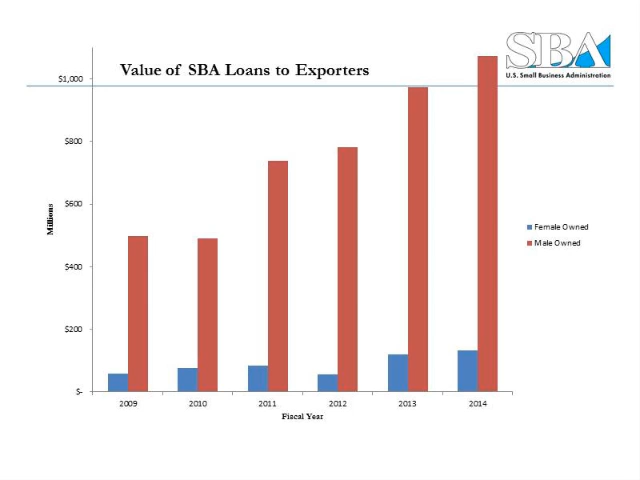 SBA
U.S. Small Business Administration
Value of SBA Loans to Exporters
$1,000
$800
$600
$400
$200
$-
Millions
2009 2010 2011 2012 2013 2014
Fiscal Year
Female Owned
Male Owned